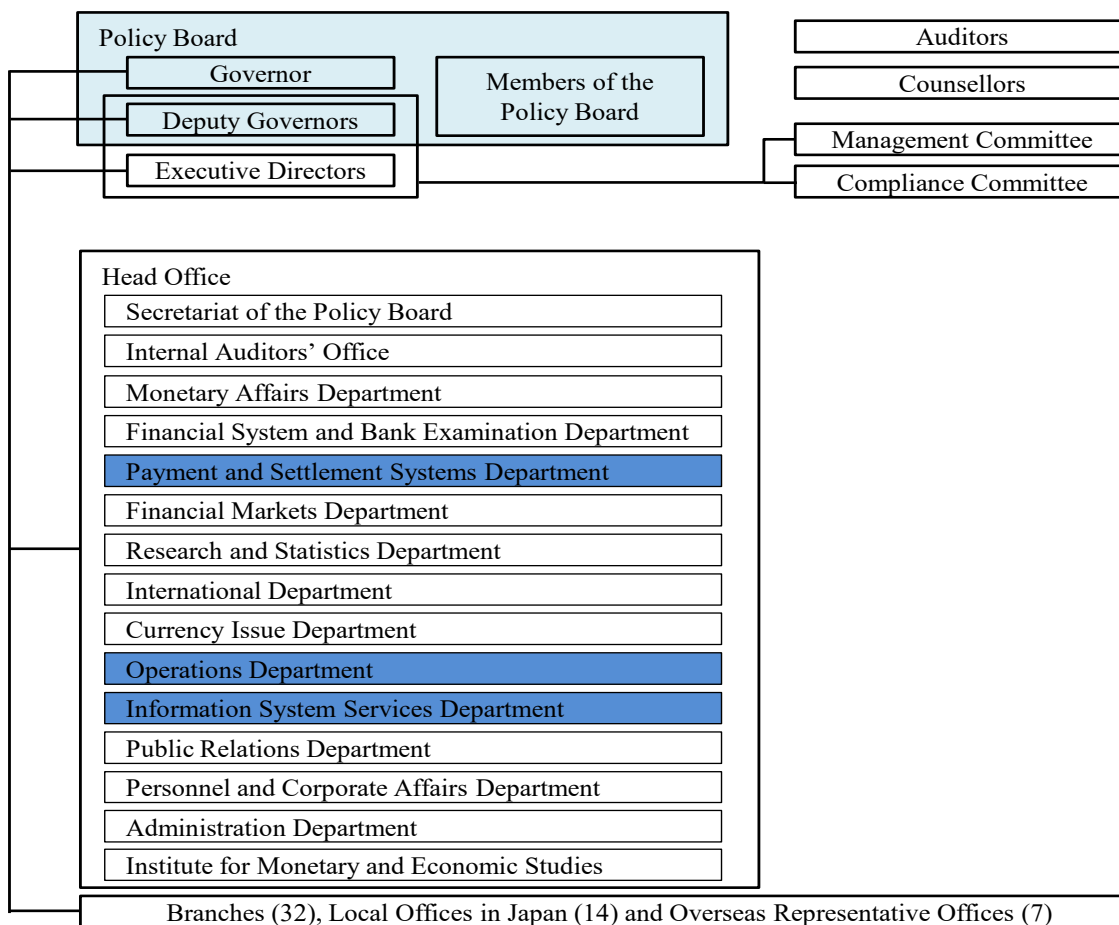 Policy Board
Governor
Deputy Governors
Executive Directors
Members of the
Policy Board
Auditors
Counsellors
Management Committee
Compliance Committee
Head Office
Secretariat of the Policy Board
Internal Auditors’ Office
Monetary Affairs Department
Financial System and Bank Examination Department
Payment and Settlement Systems Department
Financial Markets Department
Research and Statistics Department
International Department
Currency Issue Department
Operations Department
Information System Services Department
Public Relations Department
Personnel and Corporate Affairs Department
Administration Department
Institute for Monetary and Economic Studies
Branches (32), Local Offices in Japan (14) and Overseas Representative Offices (7)